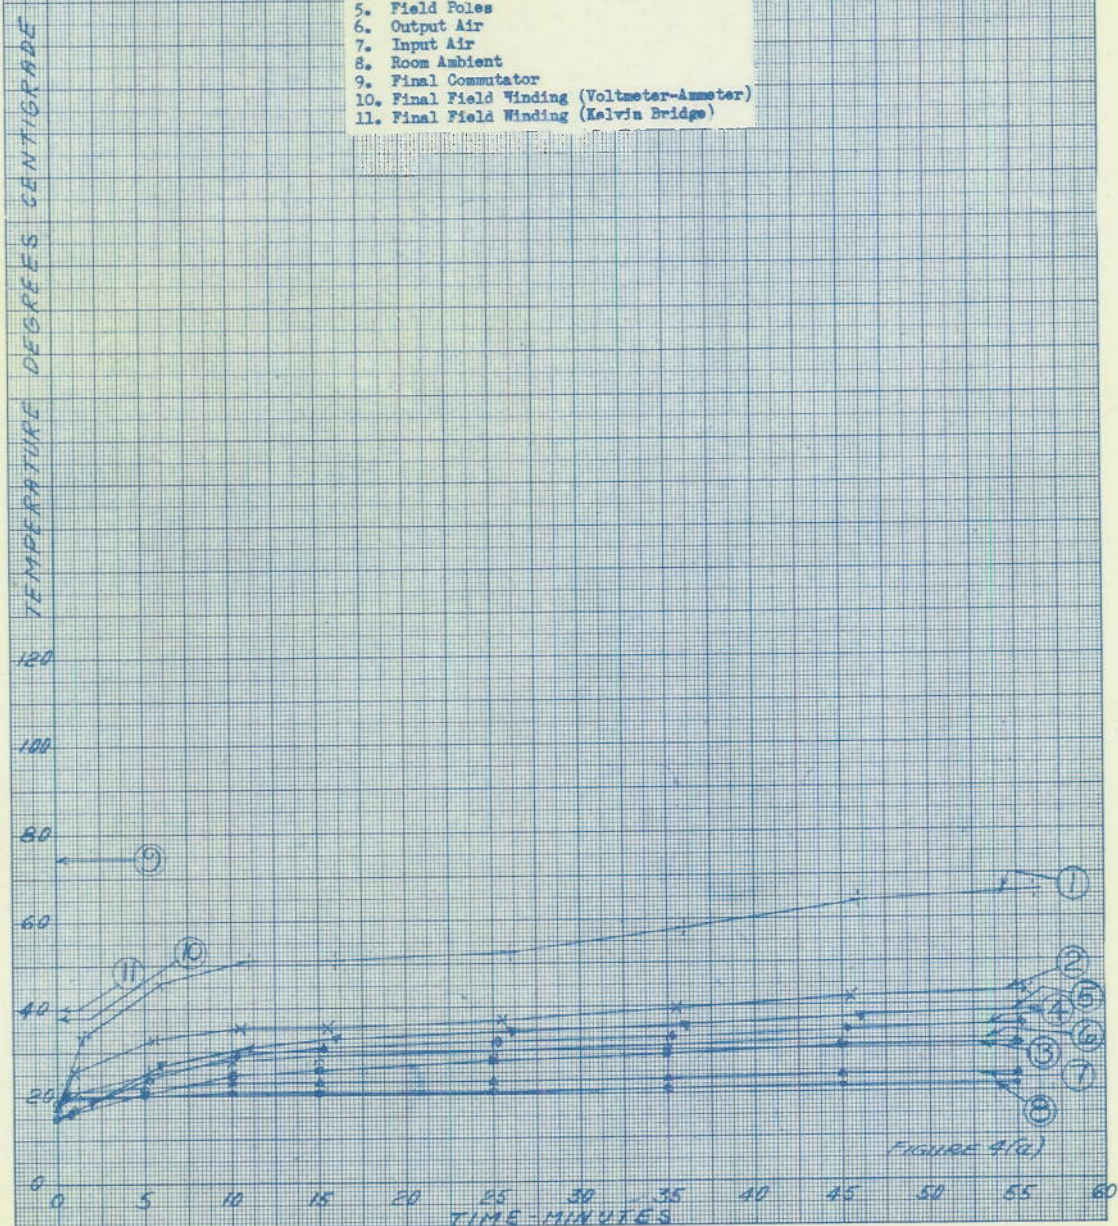 5. Field Poles
6. Output Air
7. Input Air
8. Room Ambient
9. Final Commutator
10. Final Field Winding (Voltmeter-Ammeter)
11. Final Field Winding (Kelvin Bridge)
TEMPERATURE DEGREES CENTIGRADE
120
100
80
60
40
20
0
9
10
11
1
2
5
4
6
3
7
8
FIGURE 4(a)
0 5 10 15 20 25 30 35 40 45 50 55 60
TIME-MINUTES